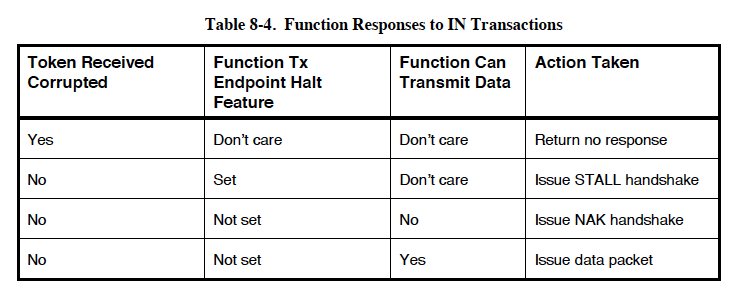 Table 8-4. Function Responses to IN Transactions
Token Received Corrupted
Function Tx Endpoint Halt Feature
Function Can Transmit Data
Action Taken
Yes Don't care Don't care Return no response
No Set Don't care Issue STALL handshake
No Not set No Issue NAK handshake
No Not set Yes Issue data packet